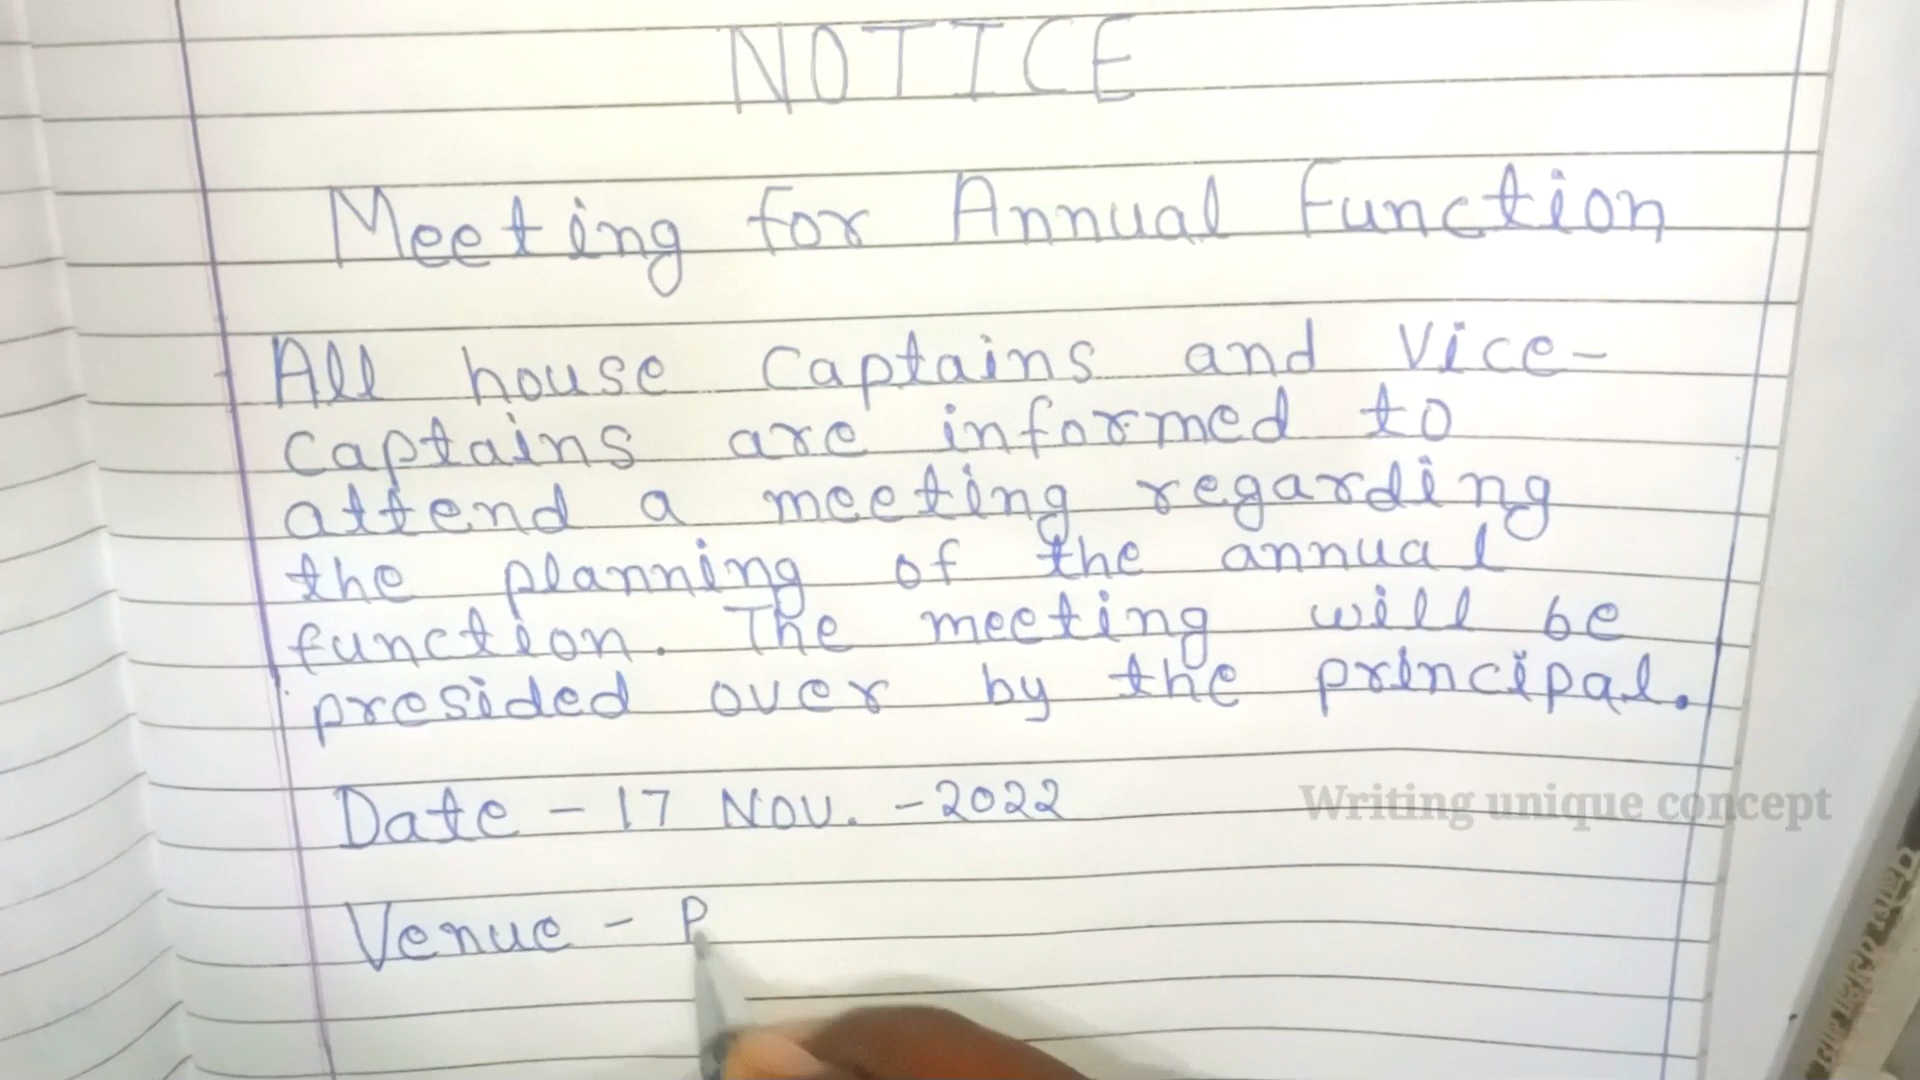 NOTICE
Meeting for Annual Function
All house Captains and Vice-
Captains are informed to
attend a meeting regarding
the planning of the annual
function. The meeting will be
presided over by the principal.
Date - 17 Nov. - 2022
Writing unique concept
Venue - P